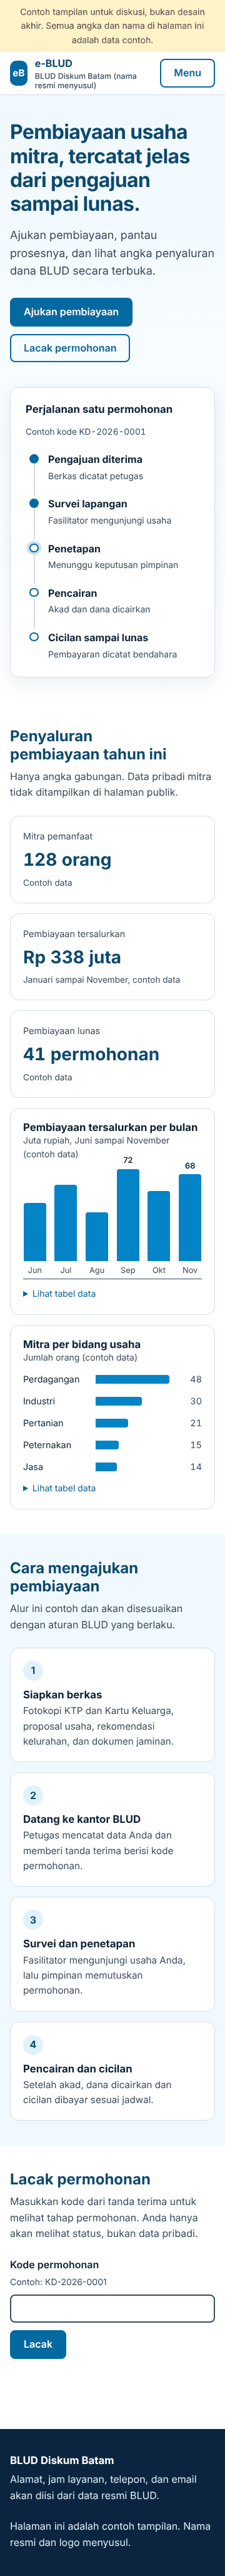 Contoh tampilan untuk diskusi, bukan desain
akhir. Semua angka dan nama di halaman ini
adalah data contoh.
eB
e-BLUD
BLUD Diskum Batam (nama
resmi menyusul)
Menu
Pembiayaan usaha
mitra, tercatat jelas
dari pengajuan
sampai lunas.
Ajukan pembiayaan, pantau
prosesnya, dan lihat angka penyaluran
dana BLUD secara terbuka.
Ajukan pembiayaan
Lacak permohonan
Perjalanan satu permohonan
Contoh kode KD-2026-0001
Pengajuan diterima
Berkas dicatat petugas
Survei lapangan
Fasilitator mengunjungi usaha
Penetapan
Menunggu keputusan pimpinan
Pencairan
Akad dan dana dicairkan
Cicilan sampai lunas
Pembayaran dicatat bendahara
Penyaluran
pembiayaan tahun ini
Hanya angka gabungan. Data pribadi mitra
tidak ditampilkan di halaman publik.
Mitra pemanfaat
128 orang
Contoh data
Pembiayaan tersalurkan
Rp 338 juta
Januari sampai November, contoh data
Pembiayaan lunas
41 permohonan
Contoh data
Pembiayaan tersalurkan per bulan
Juta rupiah, Juni sampai November
(contoh data)
72
68
Jun Jul Agu Sep Okt Nov
Lihat tabel data
Mitra per bidang usaha
Jumlah orang (contoh data)
Perdagangan 48
Industri 30
Pertanian 21
Peternakan 15
Jasa 14
Lihat tabel data
Cara mengajukan
pembiayaan
Alur ini contoh dan akan disesuaikan
dengan aturan BLUD yang berlaku.
1
Siapkan berkas
Fotokopi KTP dan Kartu Keluarga,
proposal usaha, rekomendasi
kelurahan, dan dokumen jaminan.
2
Datang ke kantor BLUD
Petugas mencatat data Anda dan
memberi tanda terima berisi kode
permohonan.
3
Survei dan penetapan
Fasilitator mengunjungi usaha Anda,
lalu pimpinan memutuskan
permohonan.
4
Pencairan dan cicilan
Setelah akad, dana dicairkan dan
cicilan dibayar sesuai jadwal.
Lacak permohonan
Masukkan kode dari tanda terima untuk
melihat tahap permohonan. Anda hanya
akan melihat status, bukan data pribadi.
Kode permohonan
Contoh: KD-2026-0001
Lacak
BLUD Diskum Batam
Alamat, jam layanan, telepon, dan email
akan diisi dari data resmi BLUD.
Halaman ini adalah contoh tampilan. Nama
resmi dan logo menyusul.